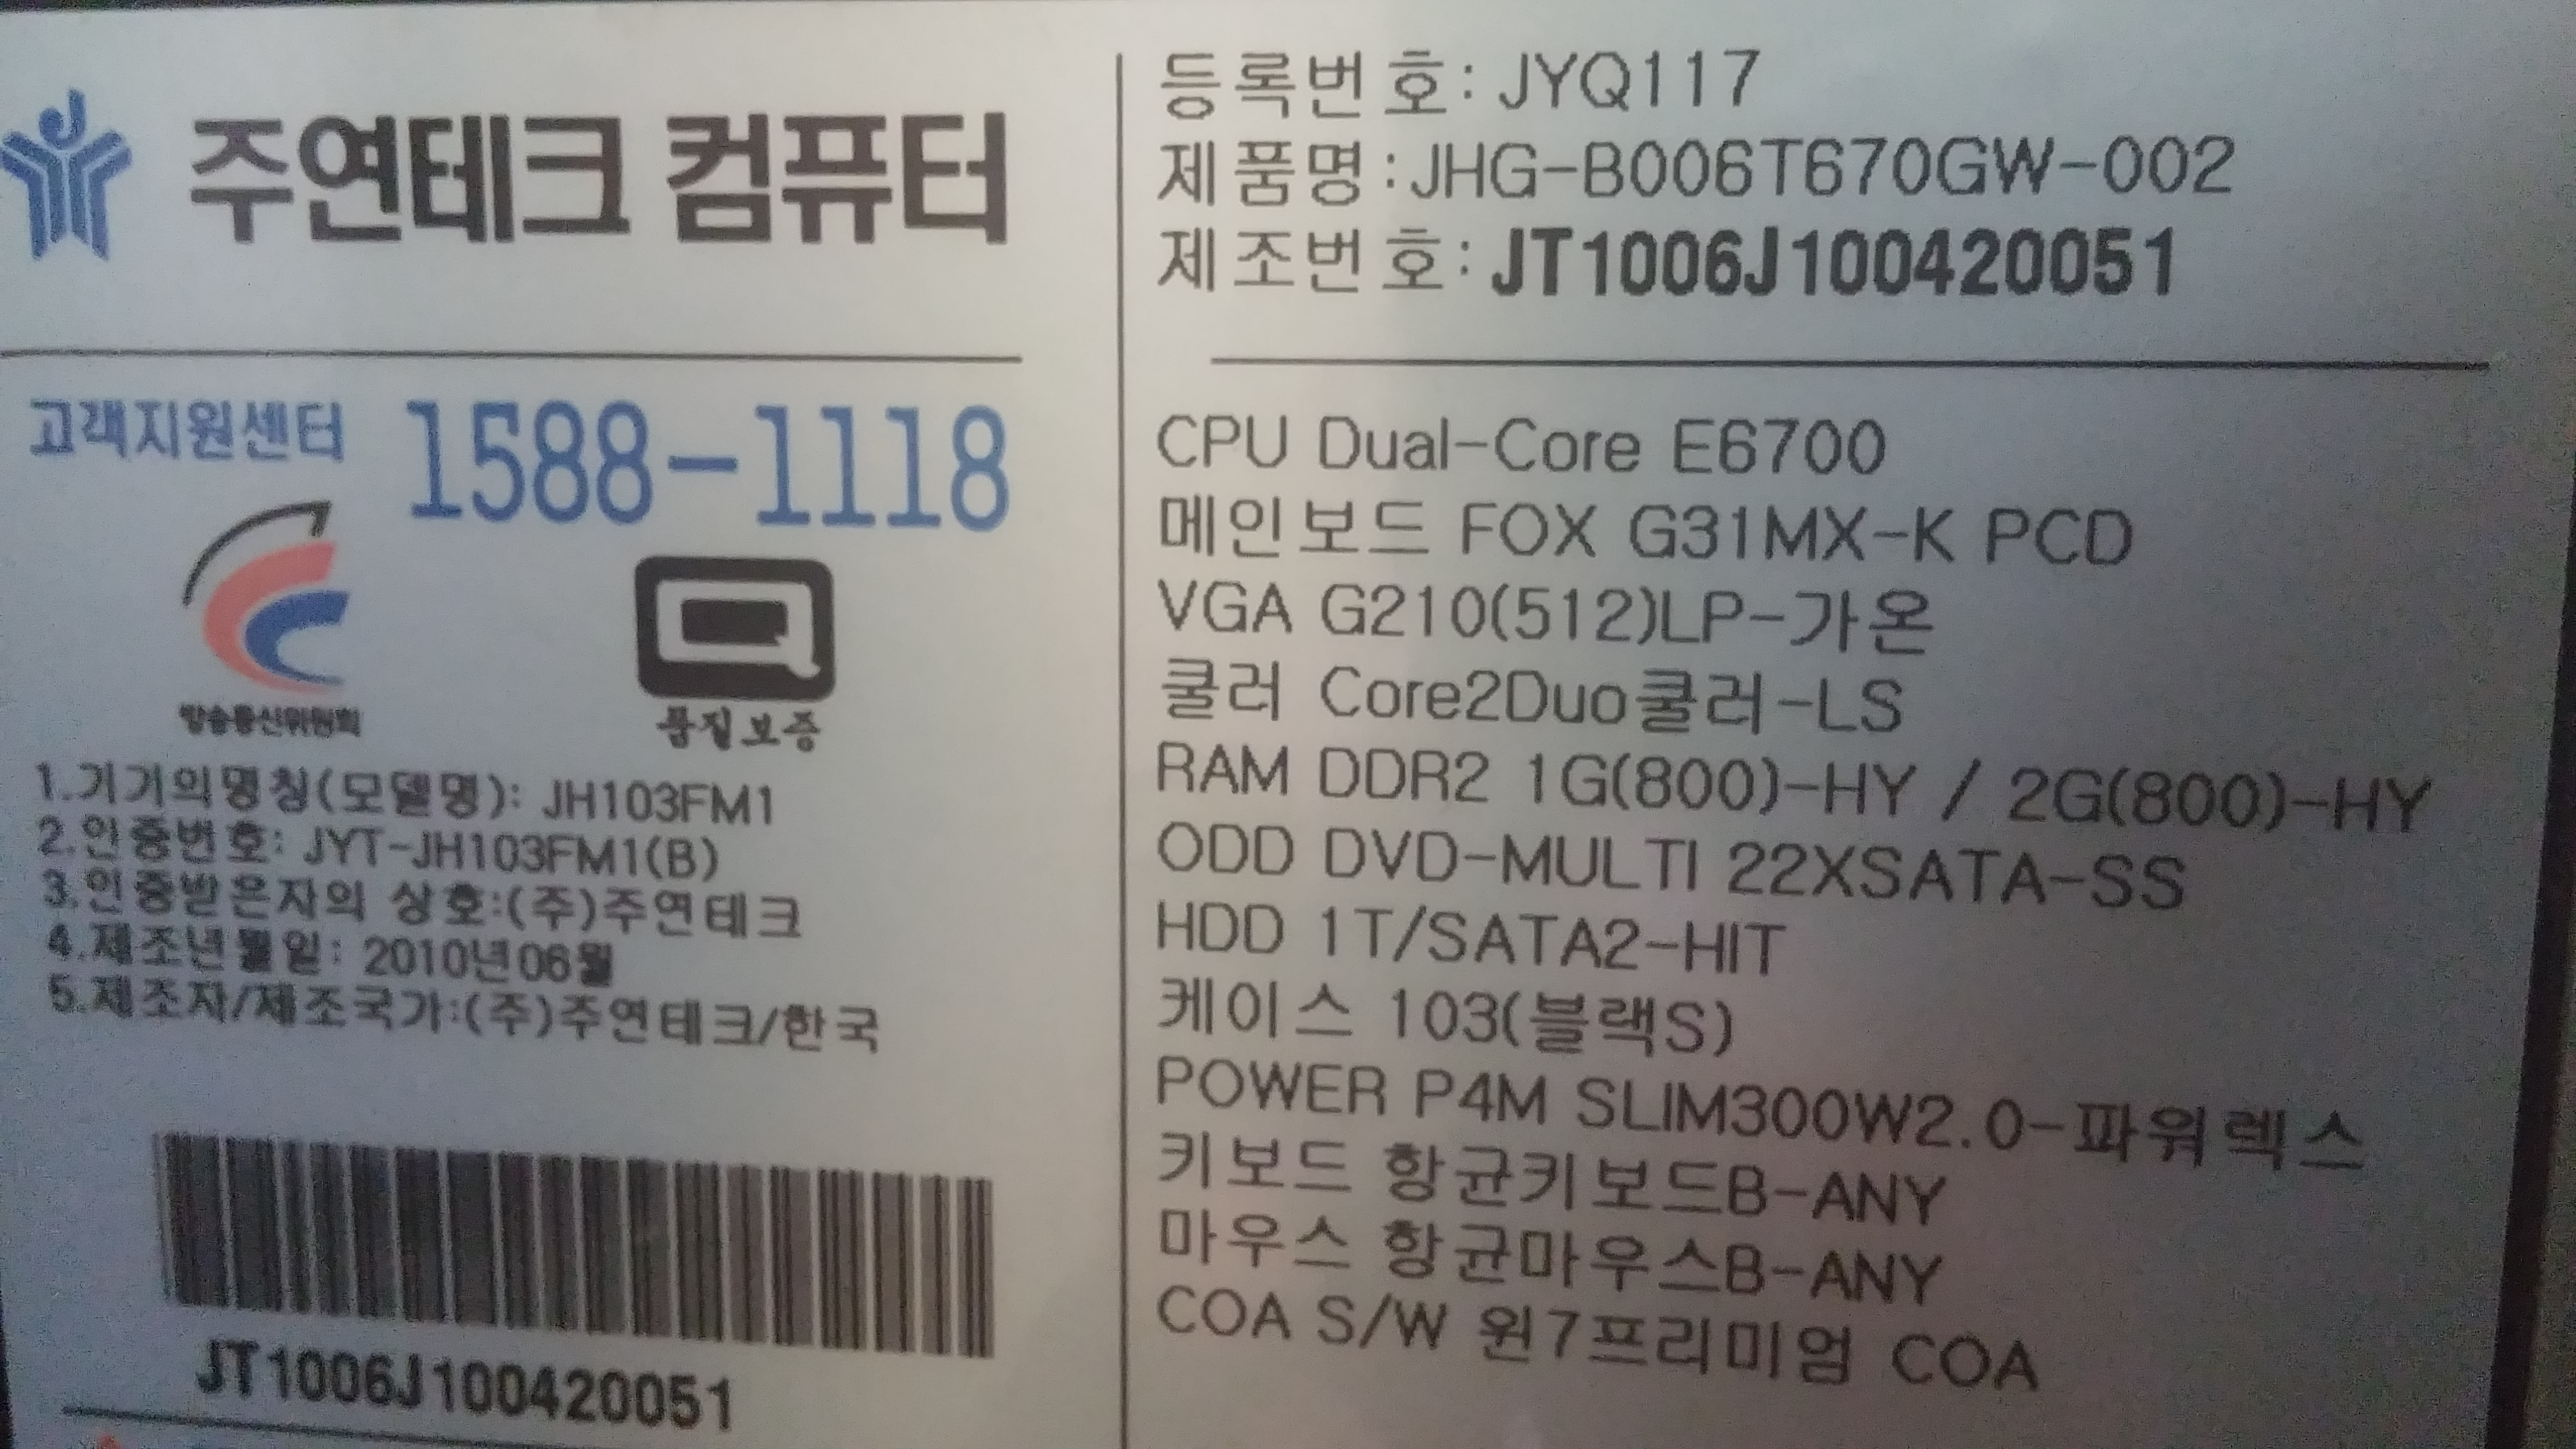 주연테크 컴퓨터
고객지원센터 1588-1118
방송통신위원회
품질보증
1.기기의명칭(모델명): JH103FM1
2.인증번호: JYT-JH103FM1(B)
3.인증받은자의 상호:(주)주연테크
4.제조년월일: 2010년06월
5.제조자/제조국가:(주)주연테크/한국
JT1006J100420051
등록번호: JYQ117
제품명:JHG-B006T670GW-002
제조번호:JT1006J100420051
CPU Dual-Core E6700
메인보드 FOX G31MX-K PCD
VGA G210(512)LP-가온
쿨러 Core2Duo쿨러-LS
RAM DDR2 1G(800)-HY / 2G(800)-HY
ODD DVD-MULTI 22XSATA-SS
HDD 1T/SATA2-HIT
케이스 103(블랙S)
POWER P4M SLIM300W2.0-파워렉스
키보드 항균키보드B-ANY
마우스 항균마우스B-ANY
COA S/W 윈7프리미엄 COA